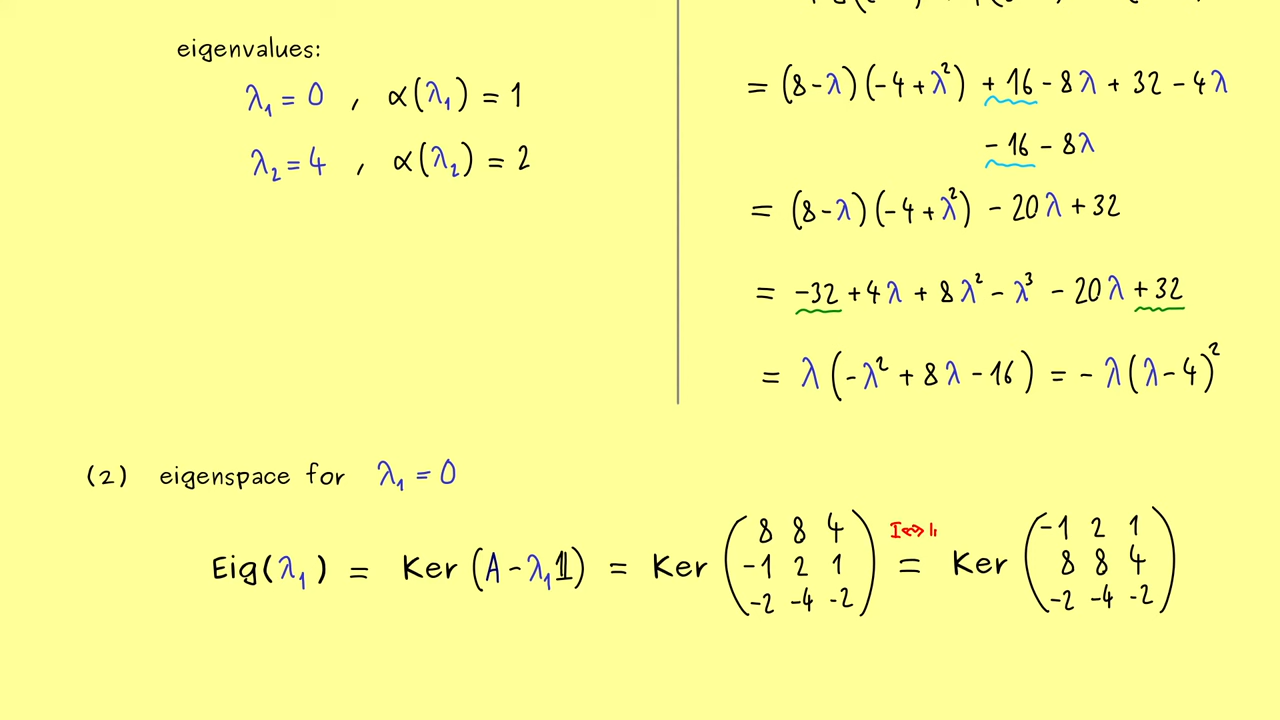 eigenvalues:
λ₁ = 0 , α(λ₁) = 1
λ₂ = 4 , α(λ₂) = 2
= (8-λ)(-4+λ²) + 16 - 8λ + 32 - 4λ
- 16 - 8λ
= (8-λ)(-4+λ²) - 20λ + 32
= -32 + 4λ + 8λ² - λ³ - 20λ + 32
= λ(-λ² + 8λ - 16) = - λ(λ-4)²
(2) eigenspace for λ₁ = 0
Eig(λ₁) = Ker(A - λ₁𝟙) = Ker ( 8 8 4 ; -1 2 1 ; -2 -4 -2 ) I⇔II = Ker ( -1 2 1 ; 8 8 4 ; -2 -4 -2 )